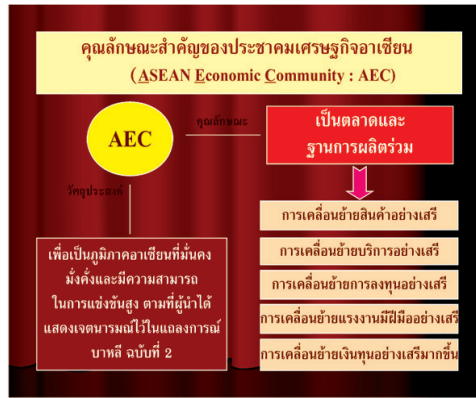 คุณลักษณะสำคัญของประชาคมเศรษฐกิจอาเซียน
(ASEAN Economic Community : AEC)
AEC
คุณลักษณะ
เป็นตลาดและ
ฐานการผลิตร่วม
วัตถุประสงค์
เพื่อเป็นภูมิภาคอาเซียนที่มั่นคง
มั่งคั่งและมีความสามารถ
ในการแข่งขันสูง ตามที่ผู้นำได้
แสดงเจตนารมณ์ไว้ในแถลงการณ์
บาหลี ฉบับที่ 2
การเคลื่อนย้ายสินค้าอย่างเสรี
การเคลื่อนย้ายบริการอย่างเสรี
การเคลื่อนย้ายการลงทุนอย่างเสรี
การเคลื่อนย้ายแรงงานมีฝีมืออย่างเสรี
การเคลื่อนย้ายเงินทุนอย่างเสรีมากขึ้น